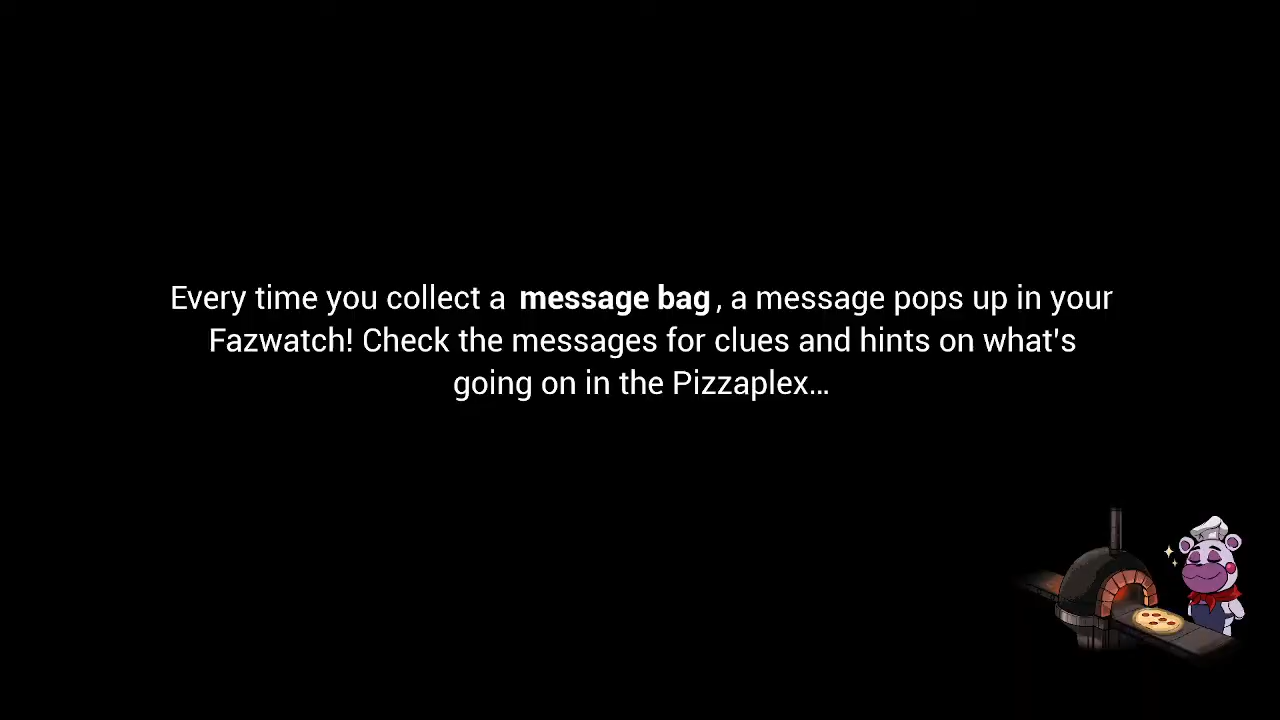 Every time you collect a message bag, a message pops up in your
Fazwatch! Check the messages for clues and hints on what's
going on in the Pizzaplex...